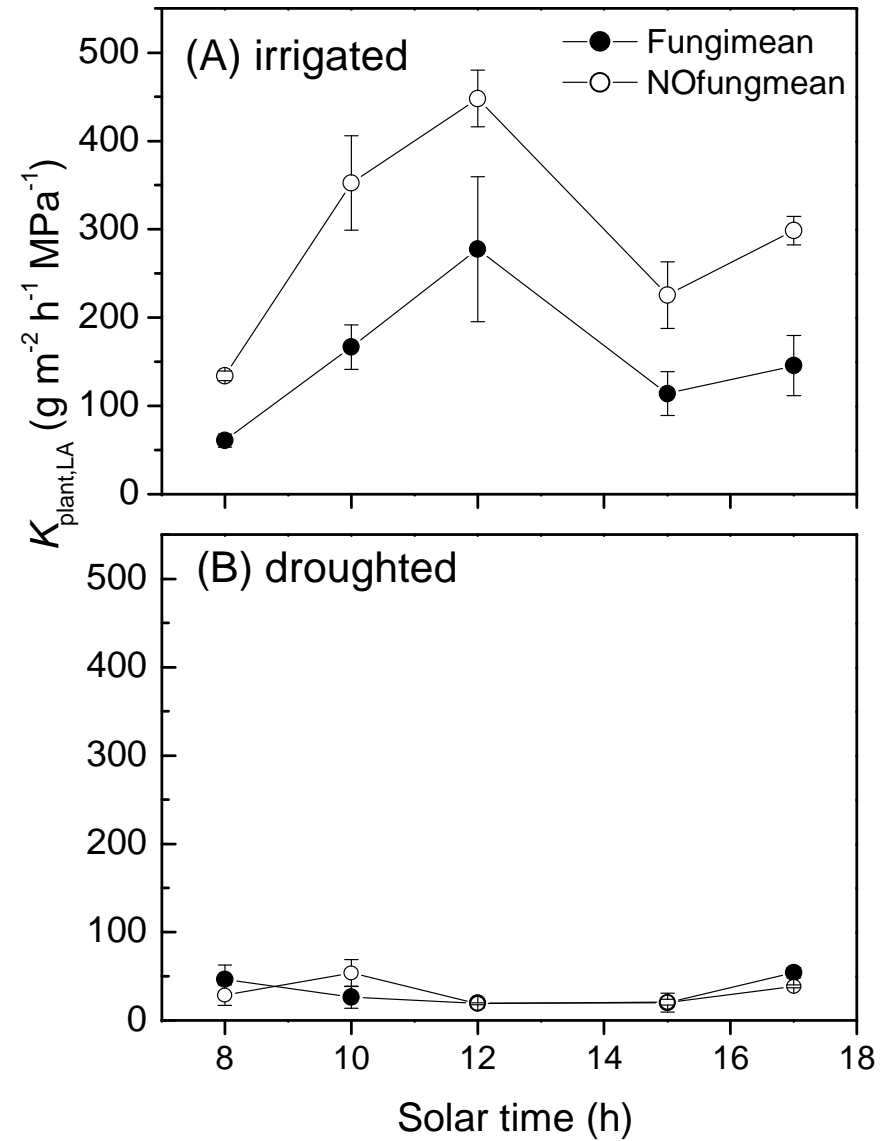 (A) irrigated
Fungimean
NOfungmean
500
400
300
200
100
0
K plant,LA (g m-2 h-1 MPa-1)
(B) droughted
500
400
300
200
100
0
8 10 12 14 16 18
Solar time (h)